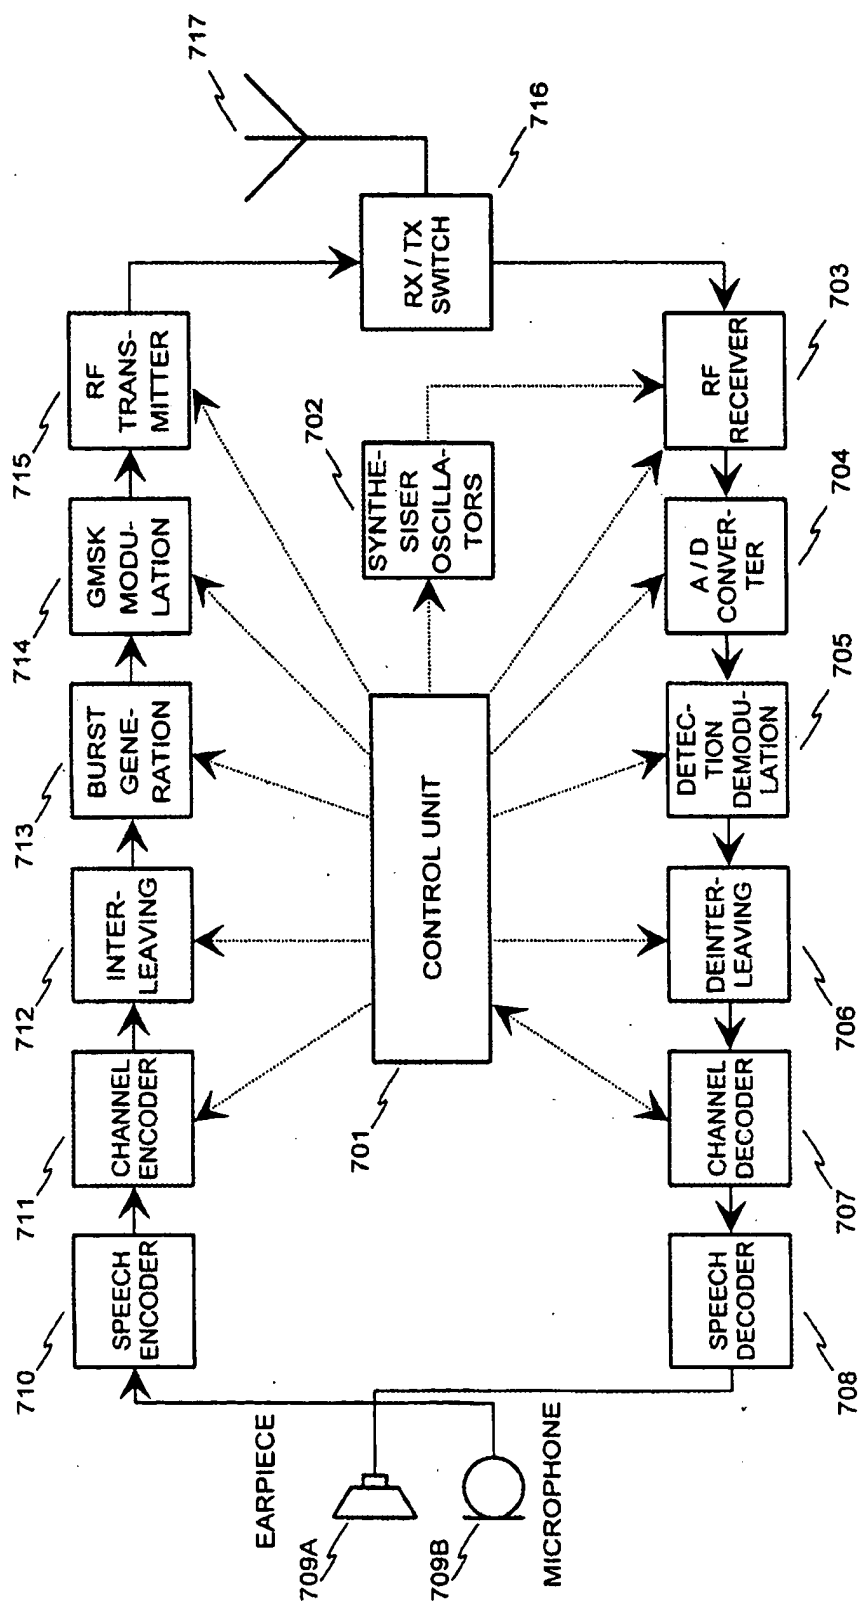 710
711
712
713
714
715
717
SPEECH
ENCODER
CHANNEL
ENCODER
INTER-
LEAVING
BURST
GENE-
RATION
GMSK
MODU-
LATION
RF
TRANS-
MITTER
EARPIECE
709A
709B
MICROPHONE
701
CONTROL UNIT
702
SYNTHE-
SISER
OSCILLA-
TORS
RX / TX
SWITCH
716
SPEECH
DECODER
CHANNEL
DECODER
DEINTER-
LEAVING
DETEC-
TION
DEMODU-
LATION
A / D
CONVER-
TER
RF
RECEIVER
708
707
706
705
704
703